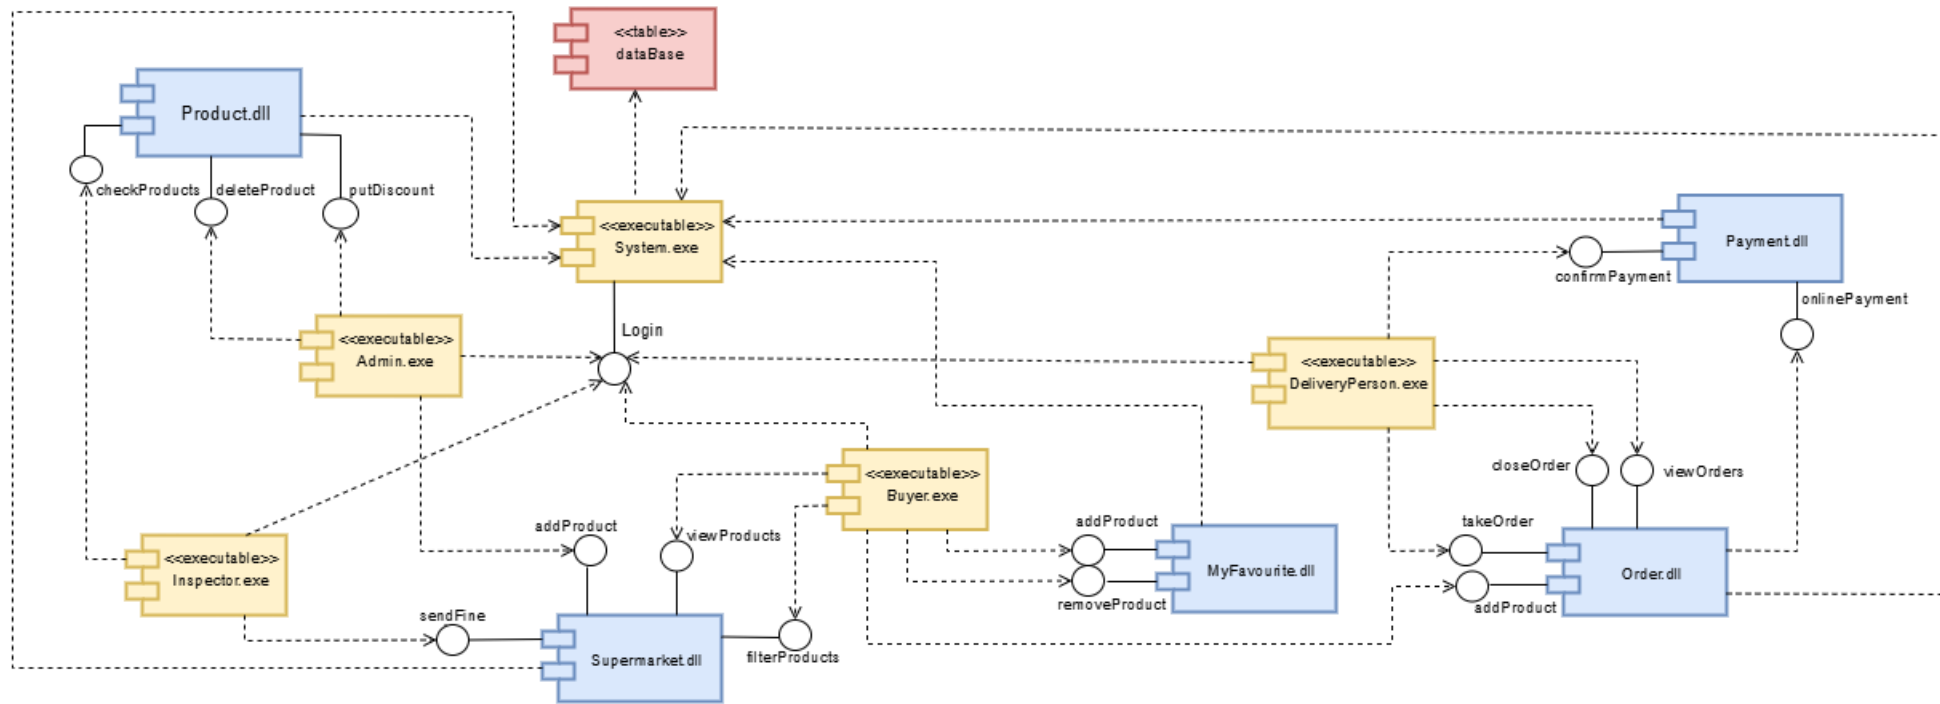 <<table>>
dataBase
Product.dll
checkProducts
deleteProduct
putDiscount
<<executable>>
System.exe
Payment.dll
confirmPayment
onlinePayment
Login
<<executable>>
Admin.exe
<<executable>>
DeliveryPerson.exe
closeOrder
viewOrders
<<executable>>
Buyer.exe
addProduct
viewProducts
addProduct
takeOrder
<<executable>>
Inspector.exe
MyFavourite.dll
Order.dll
removeProduct
addProduct
sendFine
Supermarket.dll
filterProducts